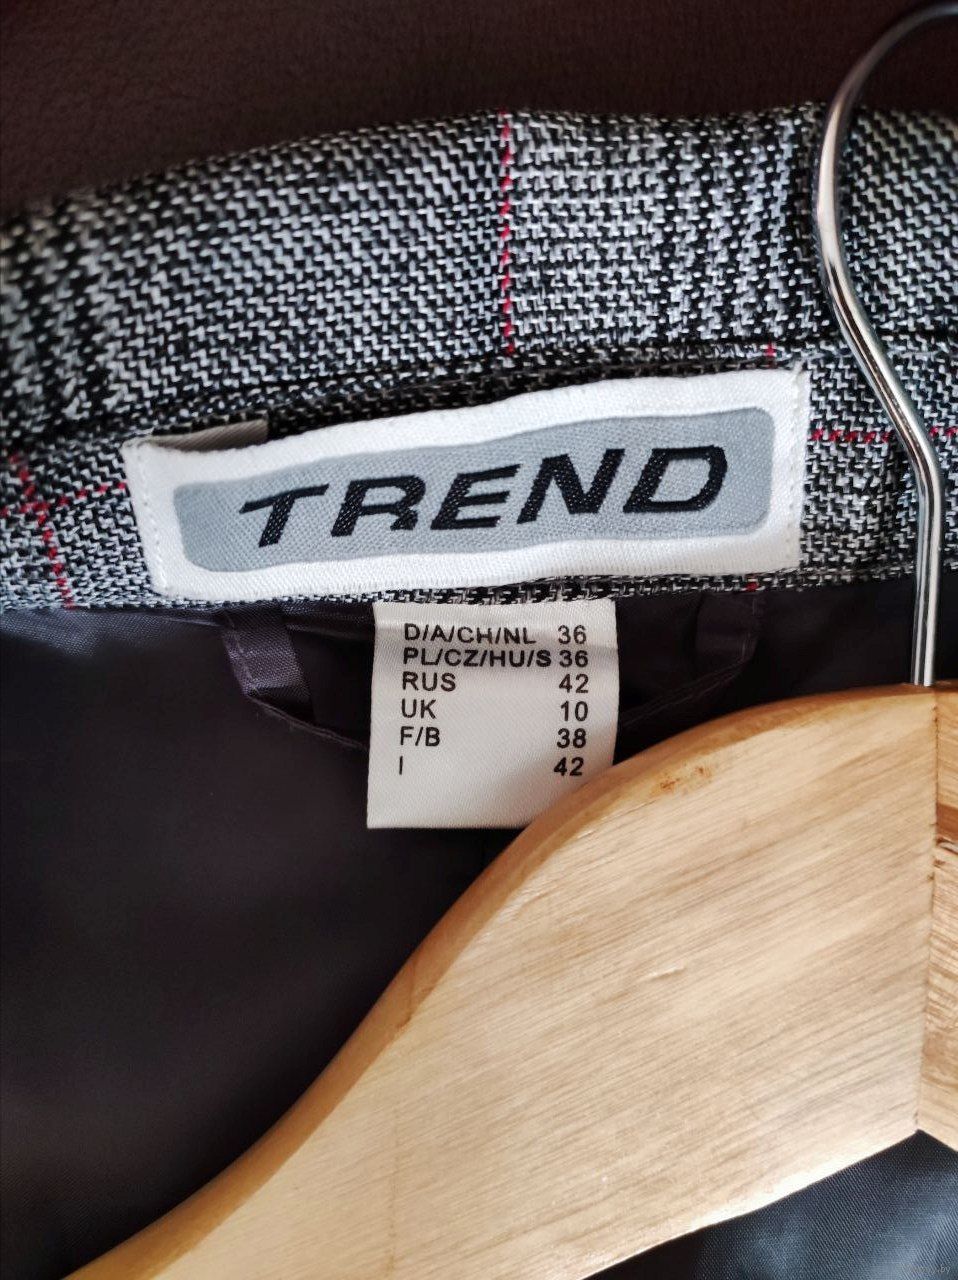 TREND
D/A/CH/NL 36
PL/CZ/HU/S 36
RUS 42
UK 10
F/B 38
I 42